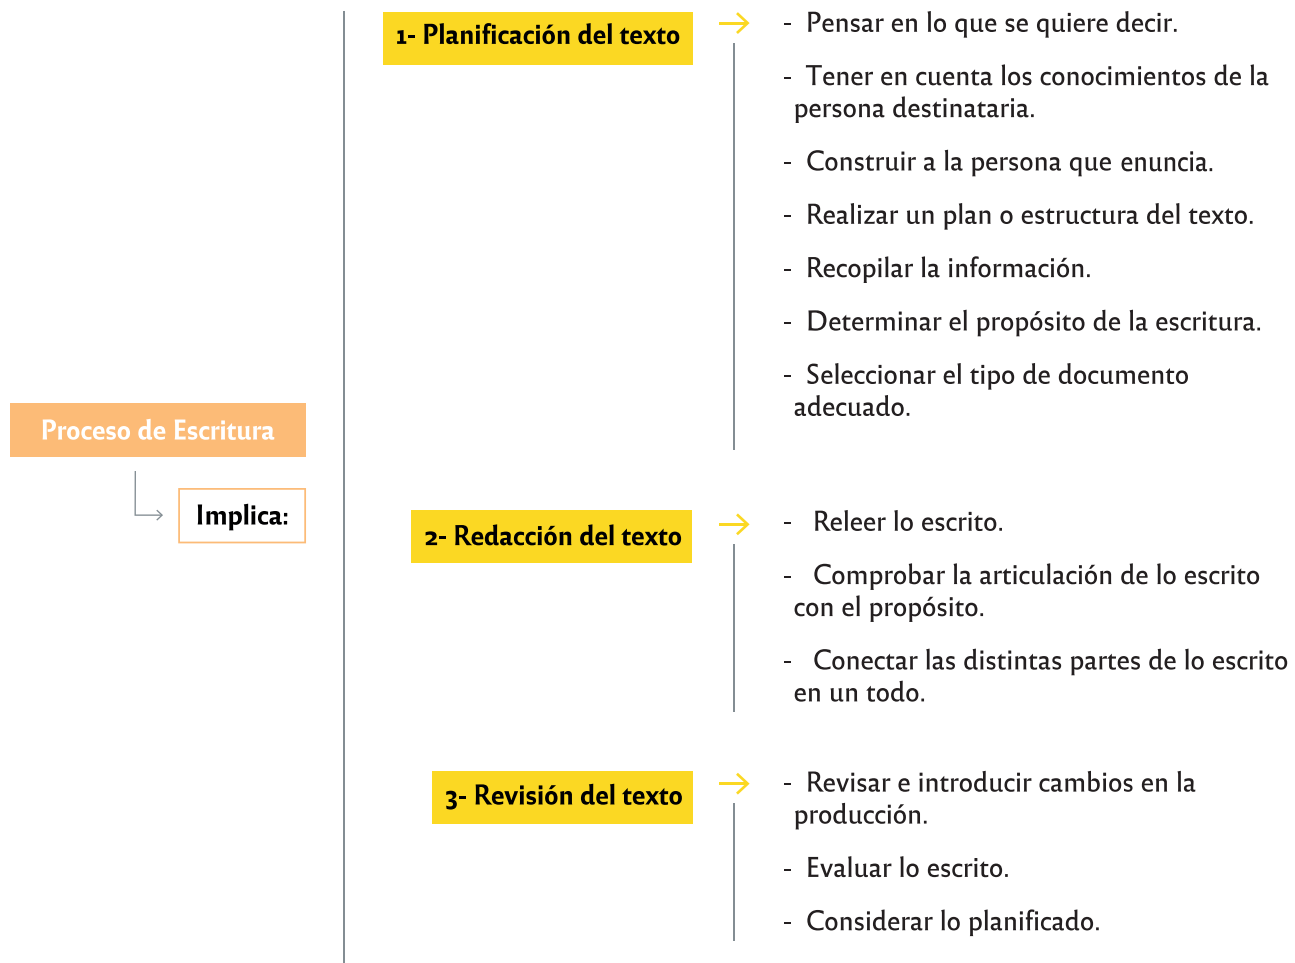 Proceso de Escritura
Implica:
1- Planificación del texto
- Pensar en lo que se quiere decir.
- Tener en cuenta los conocimientos de la
persona destinataria.
- Construir a la persona que enuncia.
- Realizar un plan o estructura del texto.
- Recopilar la información.
- Determinar el propósito de la escritura.
- Seleccionar el tipo de documento
adecuado.
2- Redacción del texto
- Releer lo escrito.
- Comprobar la articulación de lo escrito
con el propósito.
- Conectar las distintas partes de lo escrito
en un todo.
3- Revisión del texto
- Revisar e introducir cambios en la
producción.
- Evaluar lo escrito.
- Considerar lo planificado.